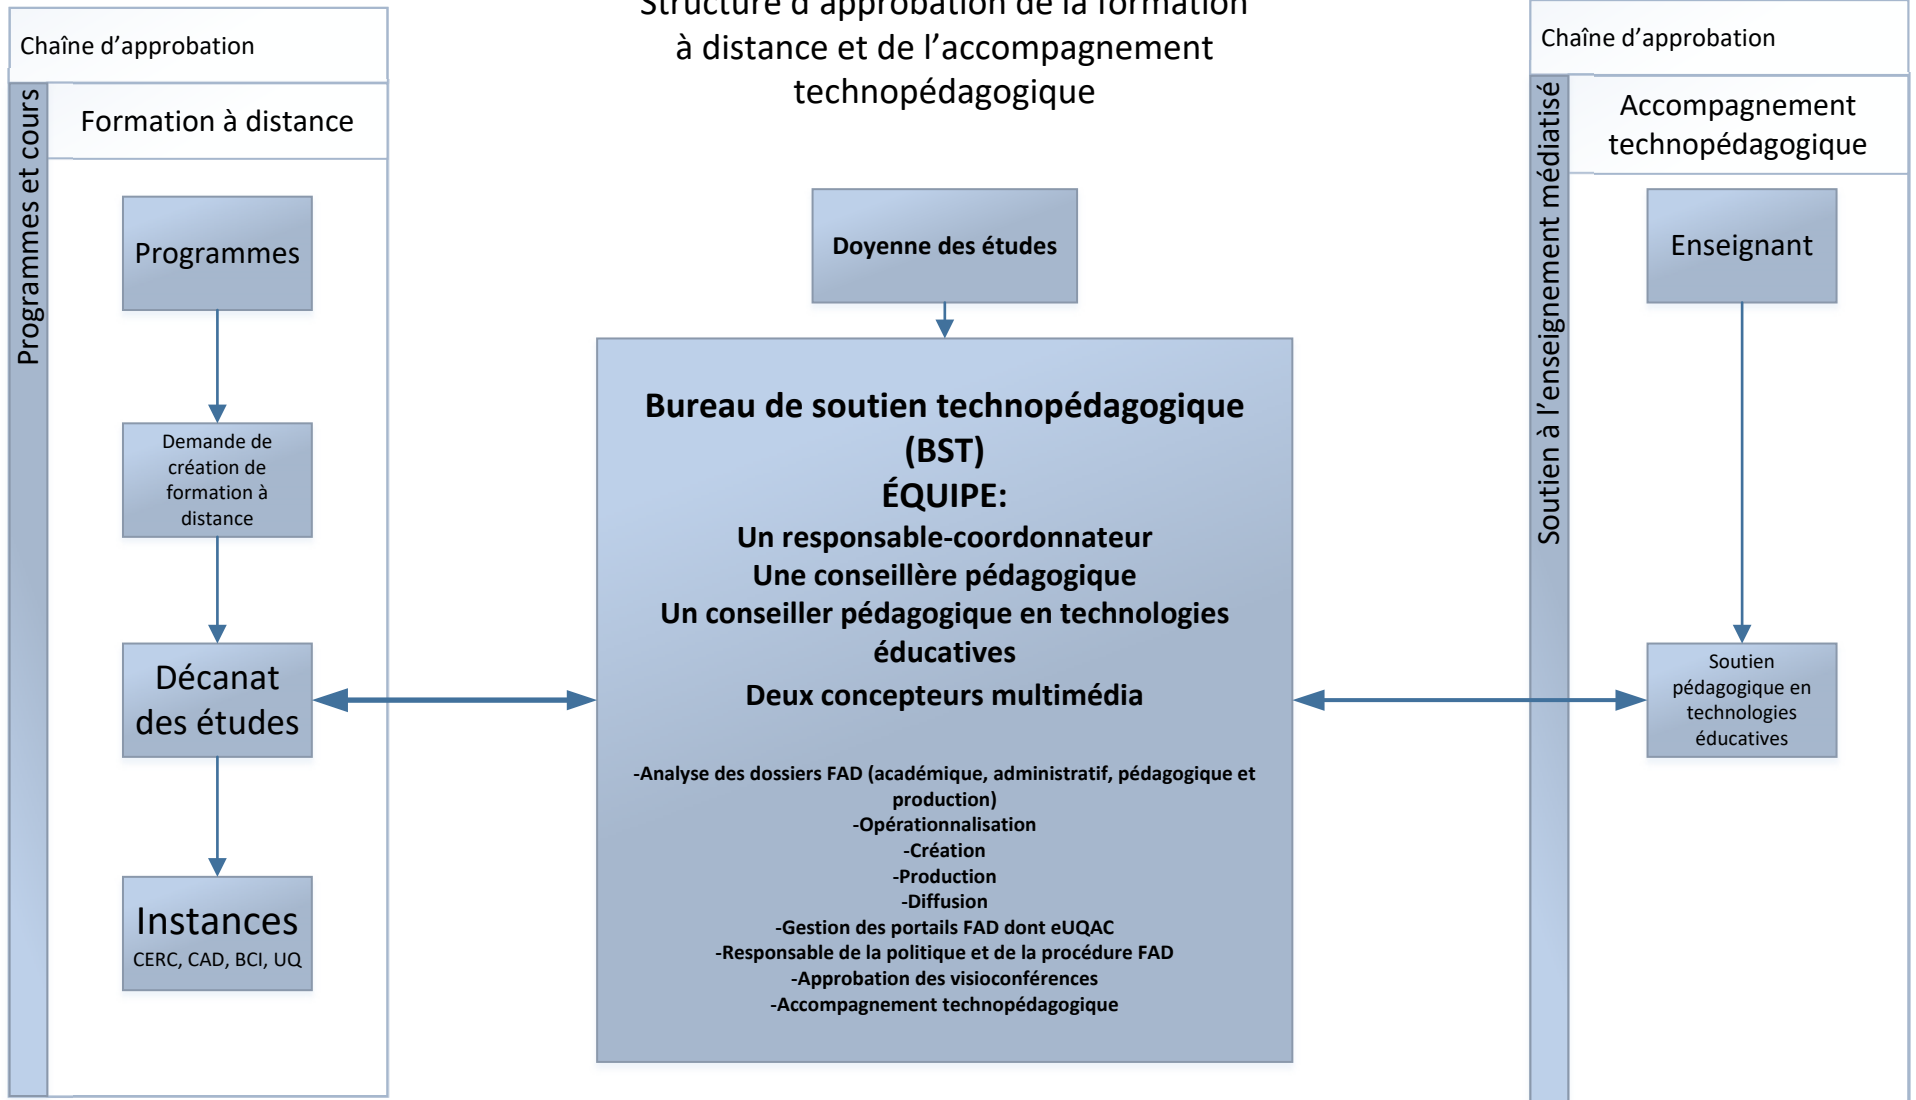 Structure d'approbation de la formation
à distance et de l'accompagnement
technopédagogique
Chaîne d'approbation
Programmes et cours
Formation à distance
Programmes
Demande de
création de
formation à
distance
Décanat
des études
Instances
CERC, CAD, BCI, UQ
Doyenne des études
Bureau de soutien technopédagogique
(BST)
ÉQUIPE:
Un responsable-coordonnateur
Une conseillère pédagogique
Un conseiller pédagogique en technologies
éducatives
Deux concepteurs multimédia
-Analyse des dossiers FAD (académique, administratif, pédagogique et
production)
-Opérationnalisation
-Création
-Production
-Diffusion
-Gestion des portails FAD dont eUQAC
-Responsable de la politique et de la procédure FAD
-Approbation des visioconférences
-Accompagnement technopédagogique
Chaîne d'approbation
Soutien à l'enseignement médiatisé
Accompagnement
technopédagogique
Enseignant
Soutien
pédagogique en
technologies
éducatives